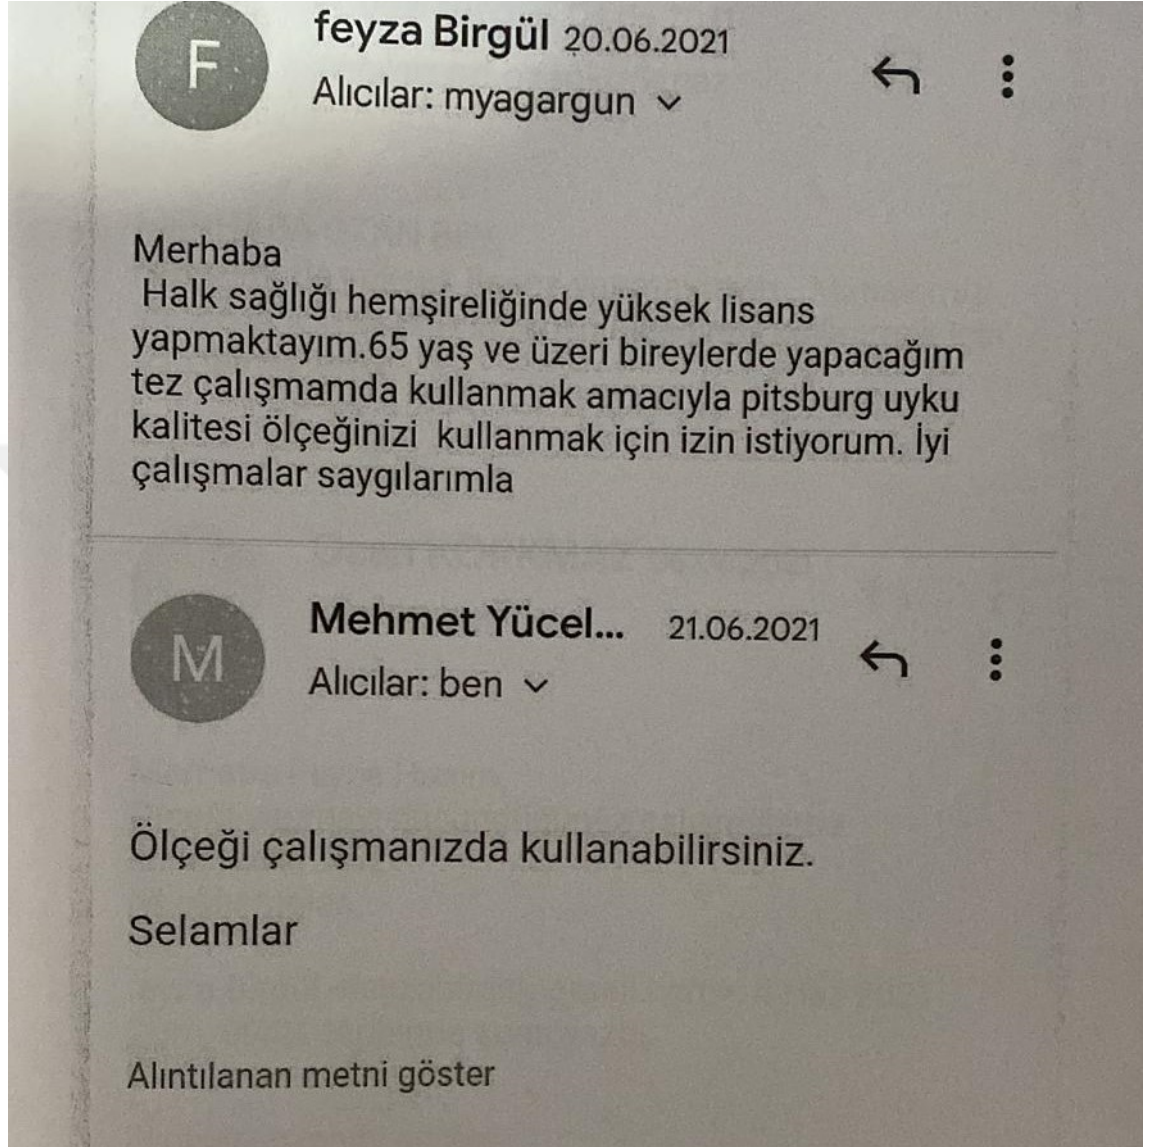 F
feyza Birgül 20.06.2021
Alıcılar: myagargun
Merhaba
Halk sağlığı hemşireliğinde yüksek lisans
yapmaktayım.65 yaş ve üzeri bireylerde yapacağım
tez çalışmamda kullanmak amacıyla pitsburg uyku
kalitesi ölçeğinizi kullanmak için izin istiyorum. İyi
çalışmalar saygılarımla
M
Mehmet Yücel... 21.06.2021
Alıcılar: ben
Ölçeği çalışmanızda kullanabilirsiniz.
Selamlar
Alıntılanan metni göster